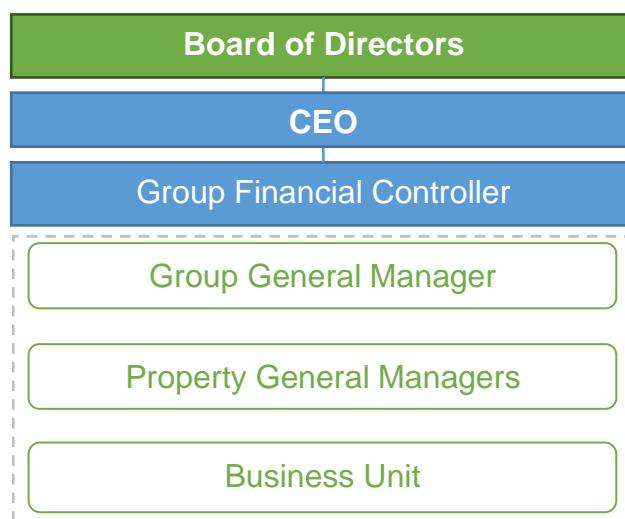 Board of Directors
CEO
Group Financial Controller
Group General Manager
Property General Managers
Business Unit